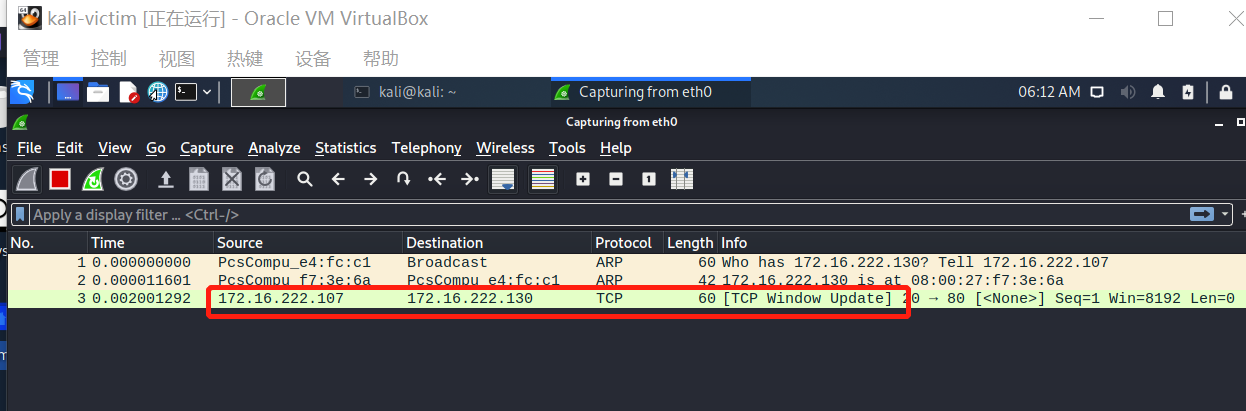 kali-victim [正在运行] - Oracle VM VirtualBox
管理 控制 视图 热键 设备 帮助
kali@kali: ~ Capturing from eth0 06:12 AM
Capturing from eth0
File Edit View Go Capture Analyze Statistics Telephony Wireless Tools Help
Apply a display filter ... <Ctrl-/>
No. Time Source Destination Protocol Length Info
1 0.000000000 PcsCompu_e4:fc:c1 Broadcast ARP 60 Who has 172.16.222.130? Tell 172.16.222.107
2 0.000011601 PcsCompu_f7:3e:6a PcsCompu_e4:fc:c1 ARP 42 172.16.222.130 is at 08:00:27:f7:3e:6a
3 0.002001292 172.16.222.107 172.16.222.130 TCP 60 [TCP Window Update] 20 → 80 [<None>] Seq=1 Win=8192 Len=0